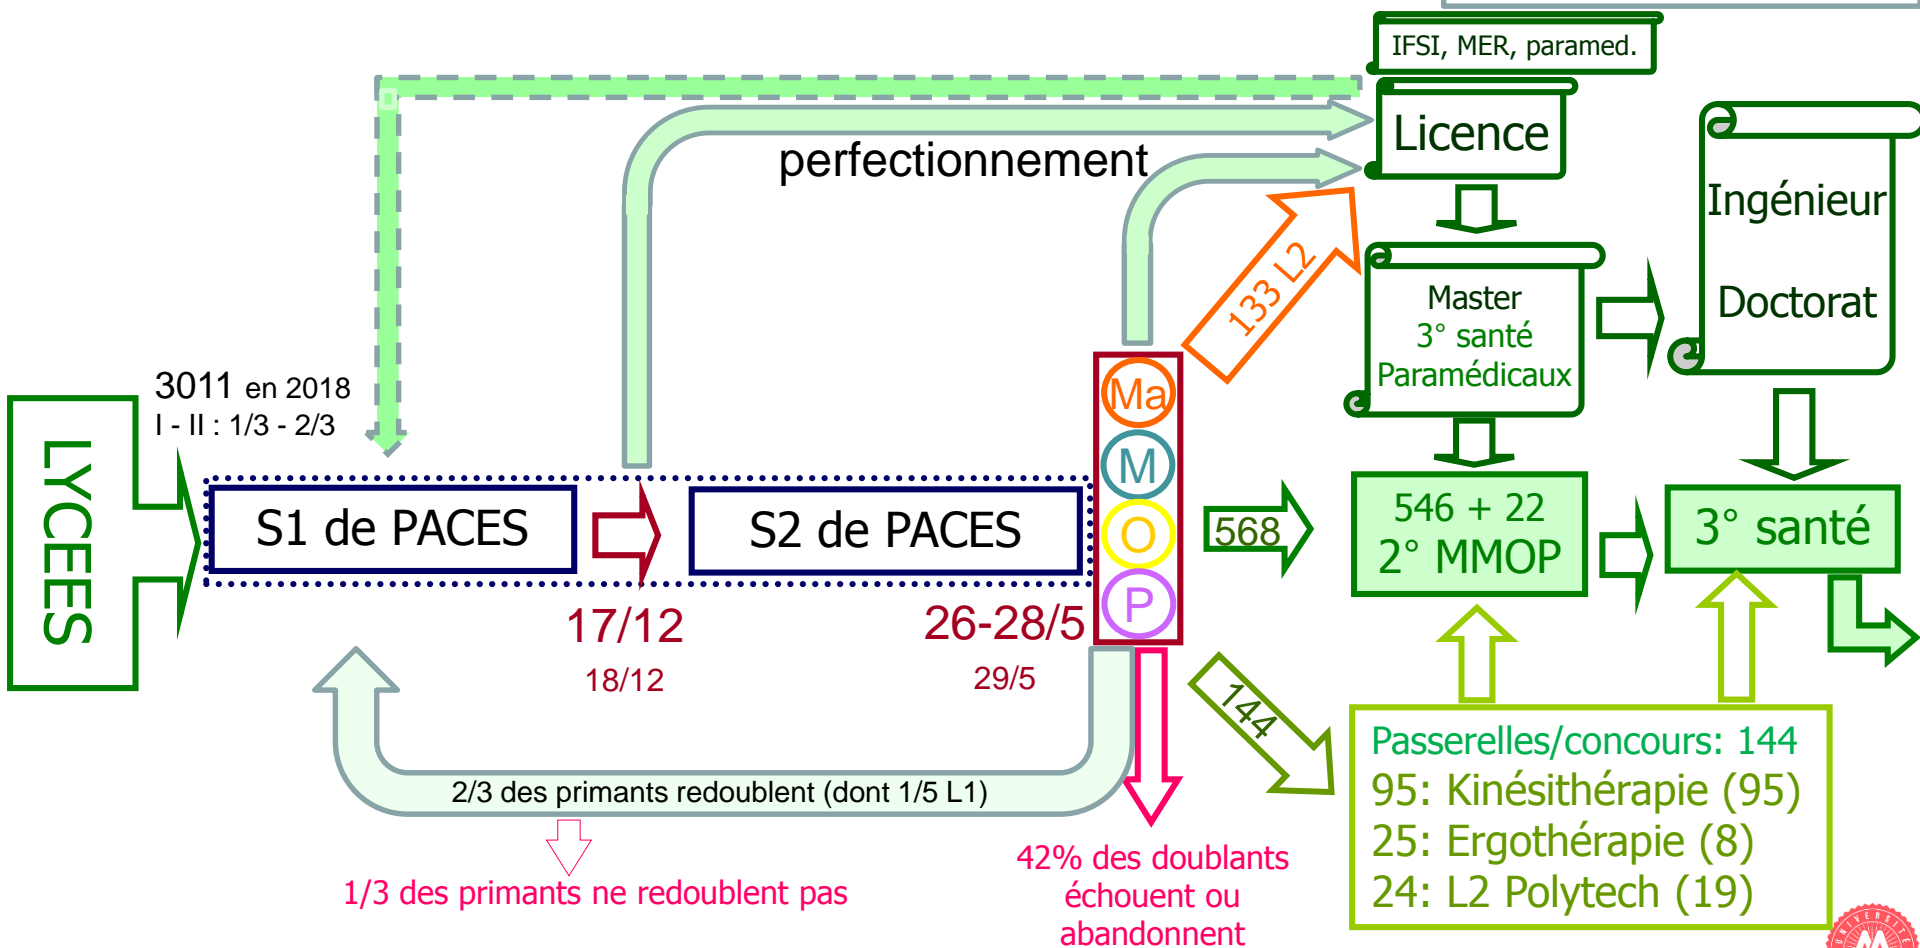 IFSI, MER, paramed.
Licence
perfectionnement
Ingénieur
Doctorat
133 L2
Master
3° santé
Paramédicaux
3011 en 2018
I - II : 1/3 - 2/3
LYCEES
S1 de PACES
S2 de PACES
Ma
M
O
P
568
546 + 22
2° MMOP
3° santé
17/12
18/12
26-28/5
29/5
144
2/3 des primants redoublent (dont 1/5 L1)
1/3 des primants ne redoublent pas
42% des doublants
échouent ou
abandonnent
Passerelles/concours: 144
95: Kinésithérapie (95)
25: Ergothérapie (8)
24: L2 Polytech (19)